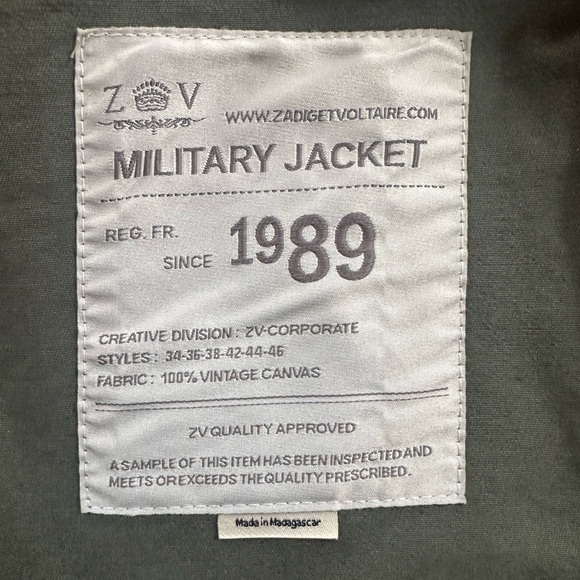 Z V
WWW.ZADIGETVOLTAIRE.COM
MILITARY JACKET
REG. FR.
SINCE 1989
CREATIVE DIVISION : ZV-CORPORATE
STYLES : 34-36-38-42-44-46
FABRIC : 100% VINTAGE CANVAS
ZV QUALITY APPROVED
A SAMPLE OF THIS ITEM HAS BEEN INSPECTED AND
MEETS OR EXCEEDS THE QUALITY PRESCRIBED.
Made in Madagascar